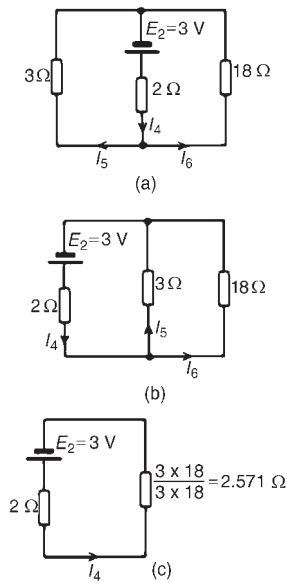 E₂=3 V
3Ω
2 Ω
18 Ω
I₄
I₅
I₆
(a)
E₂=3 V
3Ω
18Ω
2Ω
I₄
I₅
I₆
(b)
E₂=3 V
3 x 18
3 x 18
=2.571 Ω
2 Ω
I₄
(c)